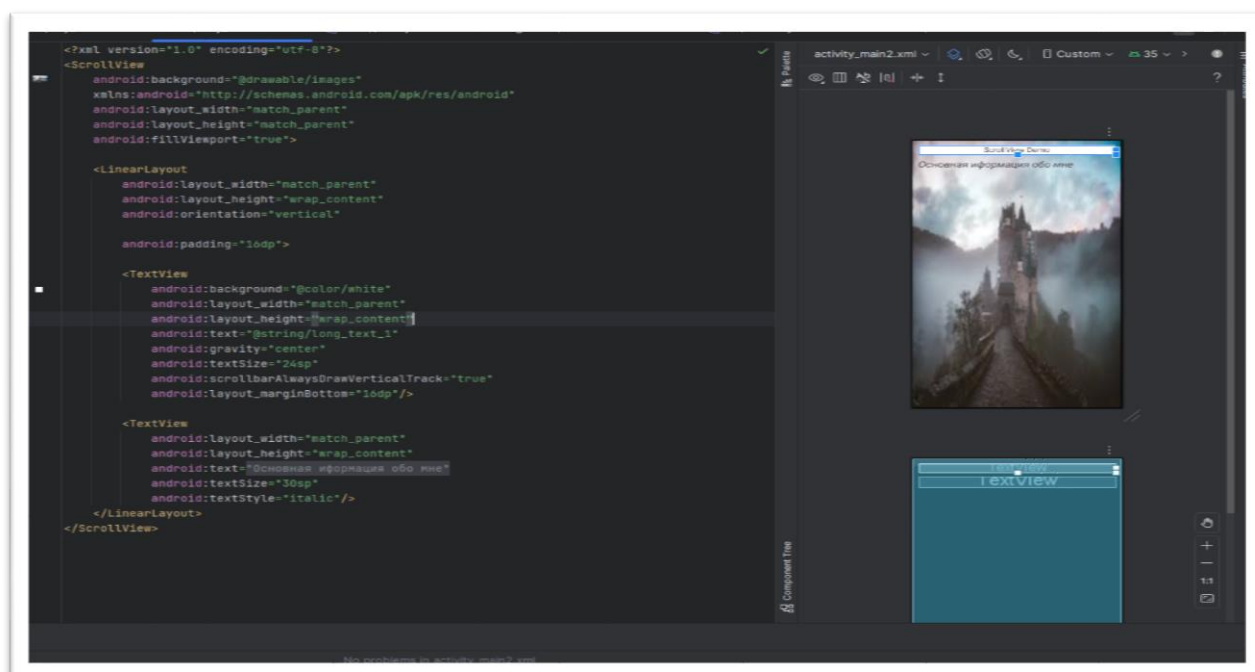 <?xml version="1.0" encoding="utf-8"?>
<ScrollView
android:background="@drawable/images"
xmlns:android="http://schemas.android.com/apk/res/android"
android:layout_width="match_parent"
android:layout_height="match_parent"
android:fillViewport="true">
<LinearLayout
android:layout_width="match_parent"
android:layout_height="wrap_content"
android:orientation="vertical"
android:padding="16dp">
<TextView
android:background="@color/white"
android:layout_width="match_parent"
android:layout_height="wrap_content"
android:text="@string/long_text_1"
android:gravity="center"
android:textSize="24sp"
android:scrollbarAlwaysDrawVerticalTrack="true"
android:layout_marginBottom="16dp"/>
<TextView
android:layout_width="match_parent"
android:layout_height="wrap_content"
android:text="Основная иформация обо мне"
android:textSize="30sp"
android:textStyle="italic"/>
</LinearLayout>
</ScrollView>
Palette
activity_main2.xml
Custom
35
?
ScrollView Demo
Основная иформация обо мне
TextView
TextView
1:1
Component Tree
No problems in activity_main2.xml